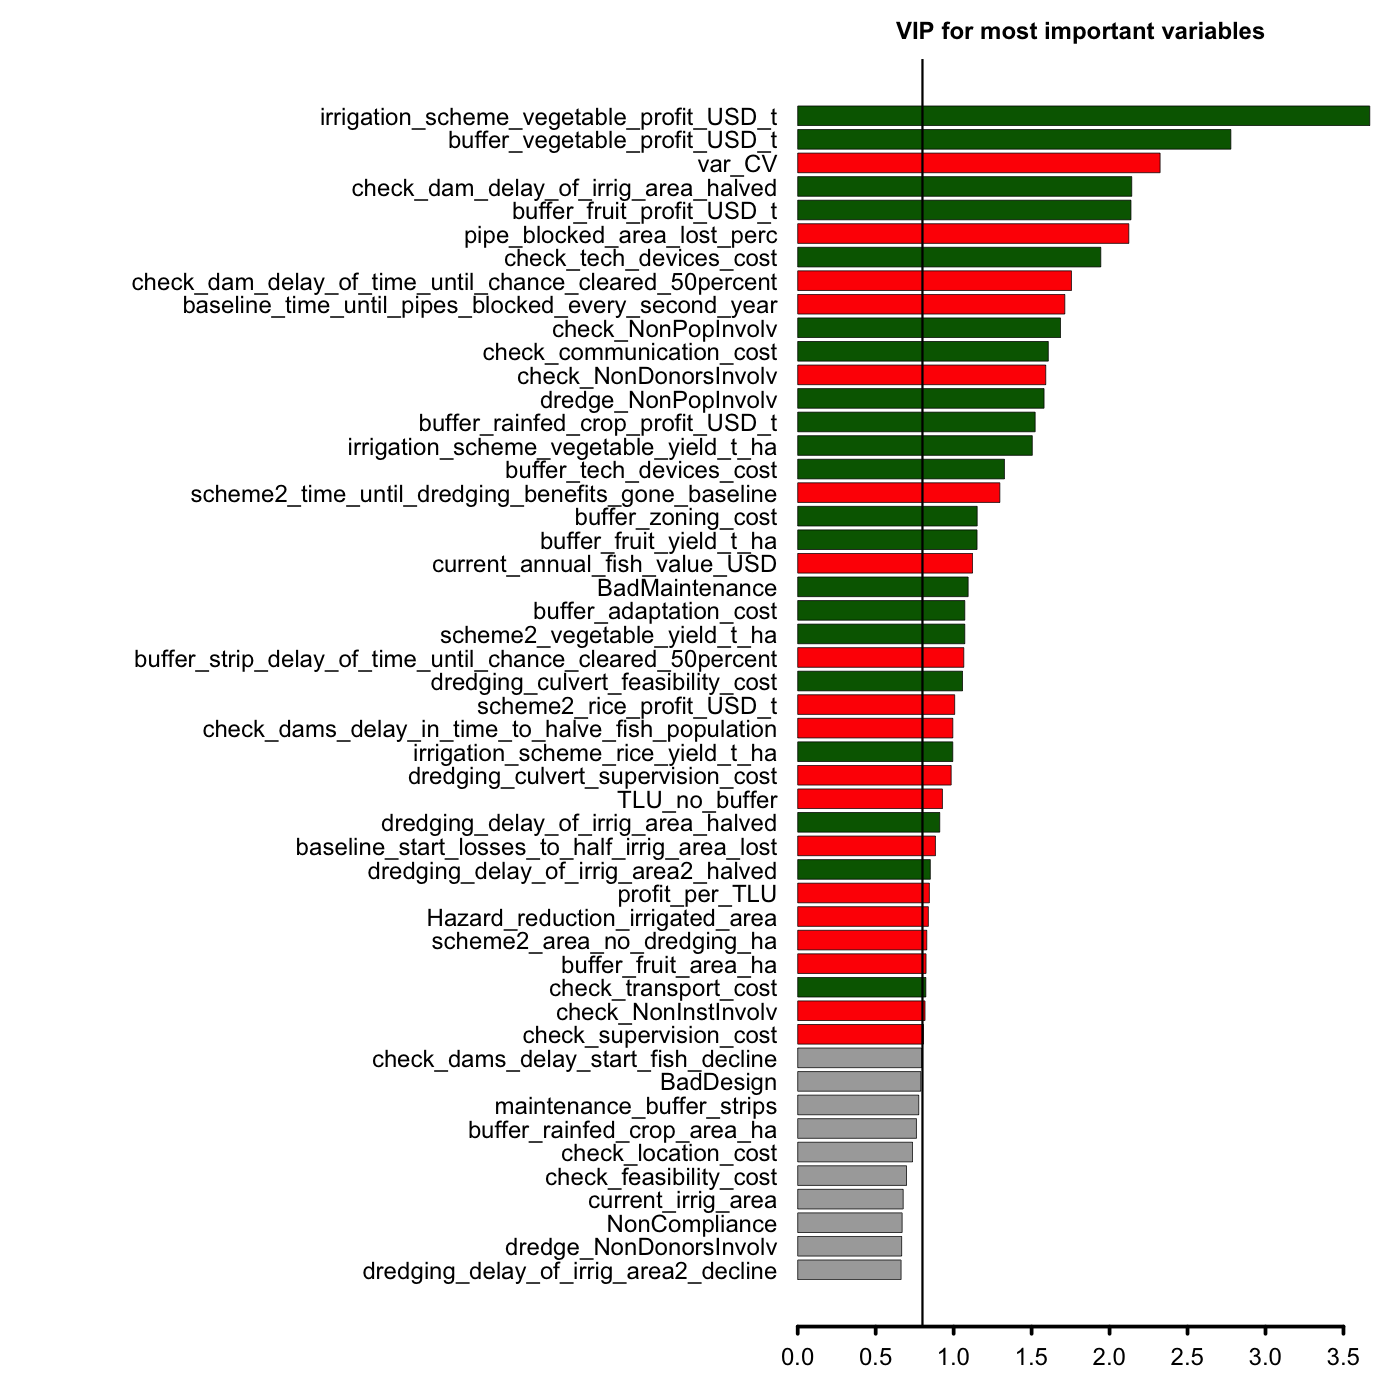 VIP for most important variables
irrigation_scheme_vegetable_profit_USD_t
buffer_vegetable_profit_USD_t
var_CV
check_dam_delay_of_irrig_area_halved
buffer_fruit_profit_USD_t
pipe_blocked_area_lost_perc
check_tech_devices_cost
check_dam_delay_of_time_until_chance_cleared_50percent
baseline_time_until_pipes_blocked_every_second_year
check_NonPopInvolv
check_communication_cost
check_NonDonorsInvolv
dredge_NonPopInvolv
buffer_rainfed_crop_profit_USD_t
irrigation_scheme_vegetable_yield_t_ha
buffer_tech_devices_cost
scheme2_time_until_dredging_benefits_gone_baseline
buffer_zoning_cost
buffer_fruit_yield_t_ha
current_annual_fish_value_USD
BadMaintenance
buffer_adaptation_cost
scheme2_vegetable_yield_t_ha
buffer_strip_delay_of_time_until_chance_cleared_50percent
dredging_culvert_feasibility_cost
scheme2_rice_profit_USD_t
check_dams_delay_in_time_to_halve_fish_population
irrigation_scheme_rice_yield_t_ha
dredging_culvert_supervision_cost
TLU_no_buffer
dredging_delay_of_irrig_area_halved
baseline_start_losses_to_half_irrig_area_lost
dredging_delay_of_irrig_area2_halved
profit_per_TLU
Hazard_reduction_irrigated_area
scheme2_area_no_dredging_ha
buffer_fruit_area_ha
check_transport_cost
check_NonInstInvolv
check_supervision_cost
check_dams_delay_start_fish_decline
BadDesign
maintenance_buffer_strips
buffer_rainfed_crop_area_ha
check_location_cost
check_feasibility_cost
current_irrig_area
NonCompliance
dredge_NonDonorsInvolv
dredging_delay_of_irrig_area2_decline
0.0 0.5 1.0 1.5 2.0 2.5 3.0 3.5